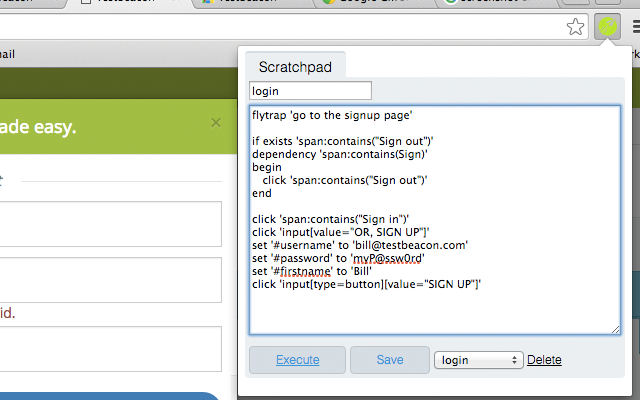 Scratchpad
login
flytrap 'go to the signup page'
if exists 'span:contains("Sign out")'
dependency 'span:contains(Sign)'
begin
click 'span:contains("Sign out")'
end
click 'span:contains("Sign in")'
click 'input[value="OR, SIGN UP"]'
set '#username' to 'bill@testbeacon.com'
set '#password' to 'myP@ssw0rd'
set '#firstname' to 'Bill'
click 'input[type=button][value="SIGN UP"]'
Execute Save login Delete
ail
ade easy. ×
id.